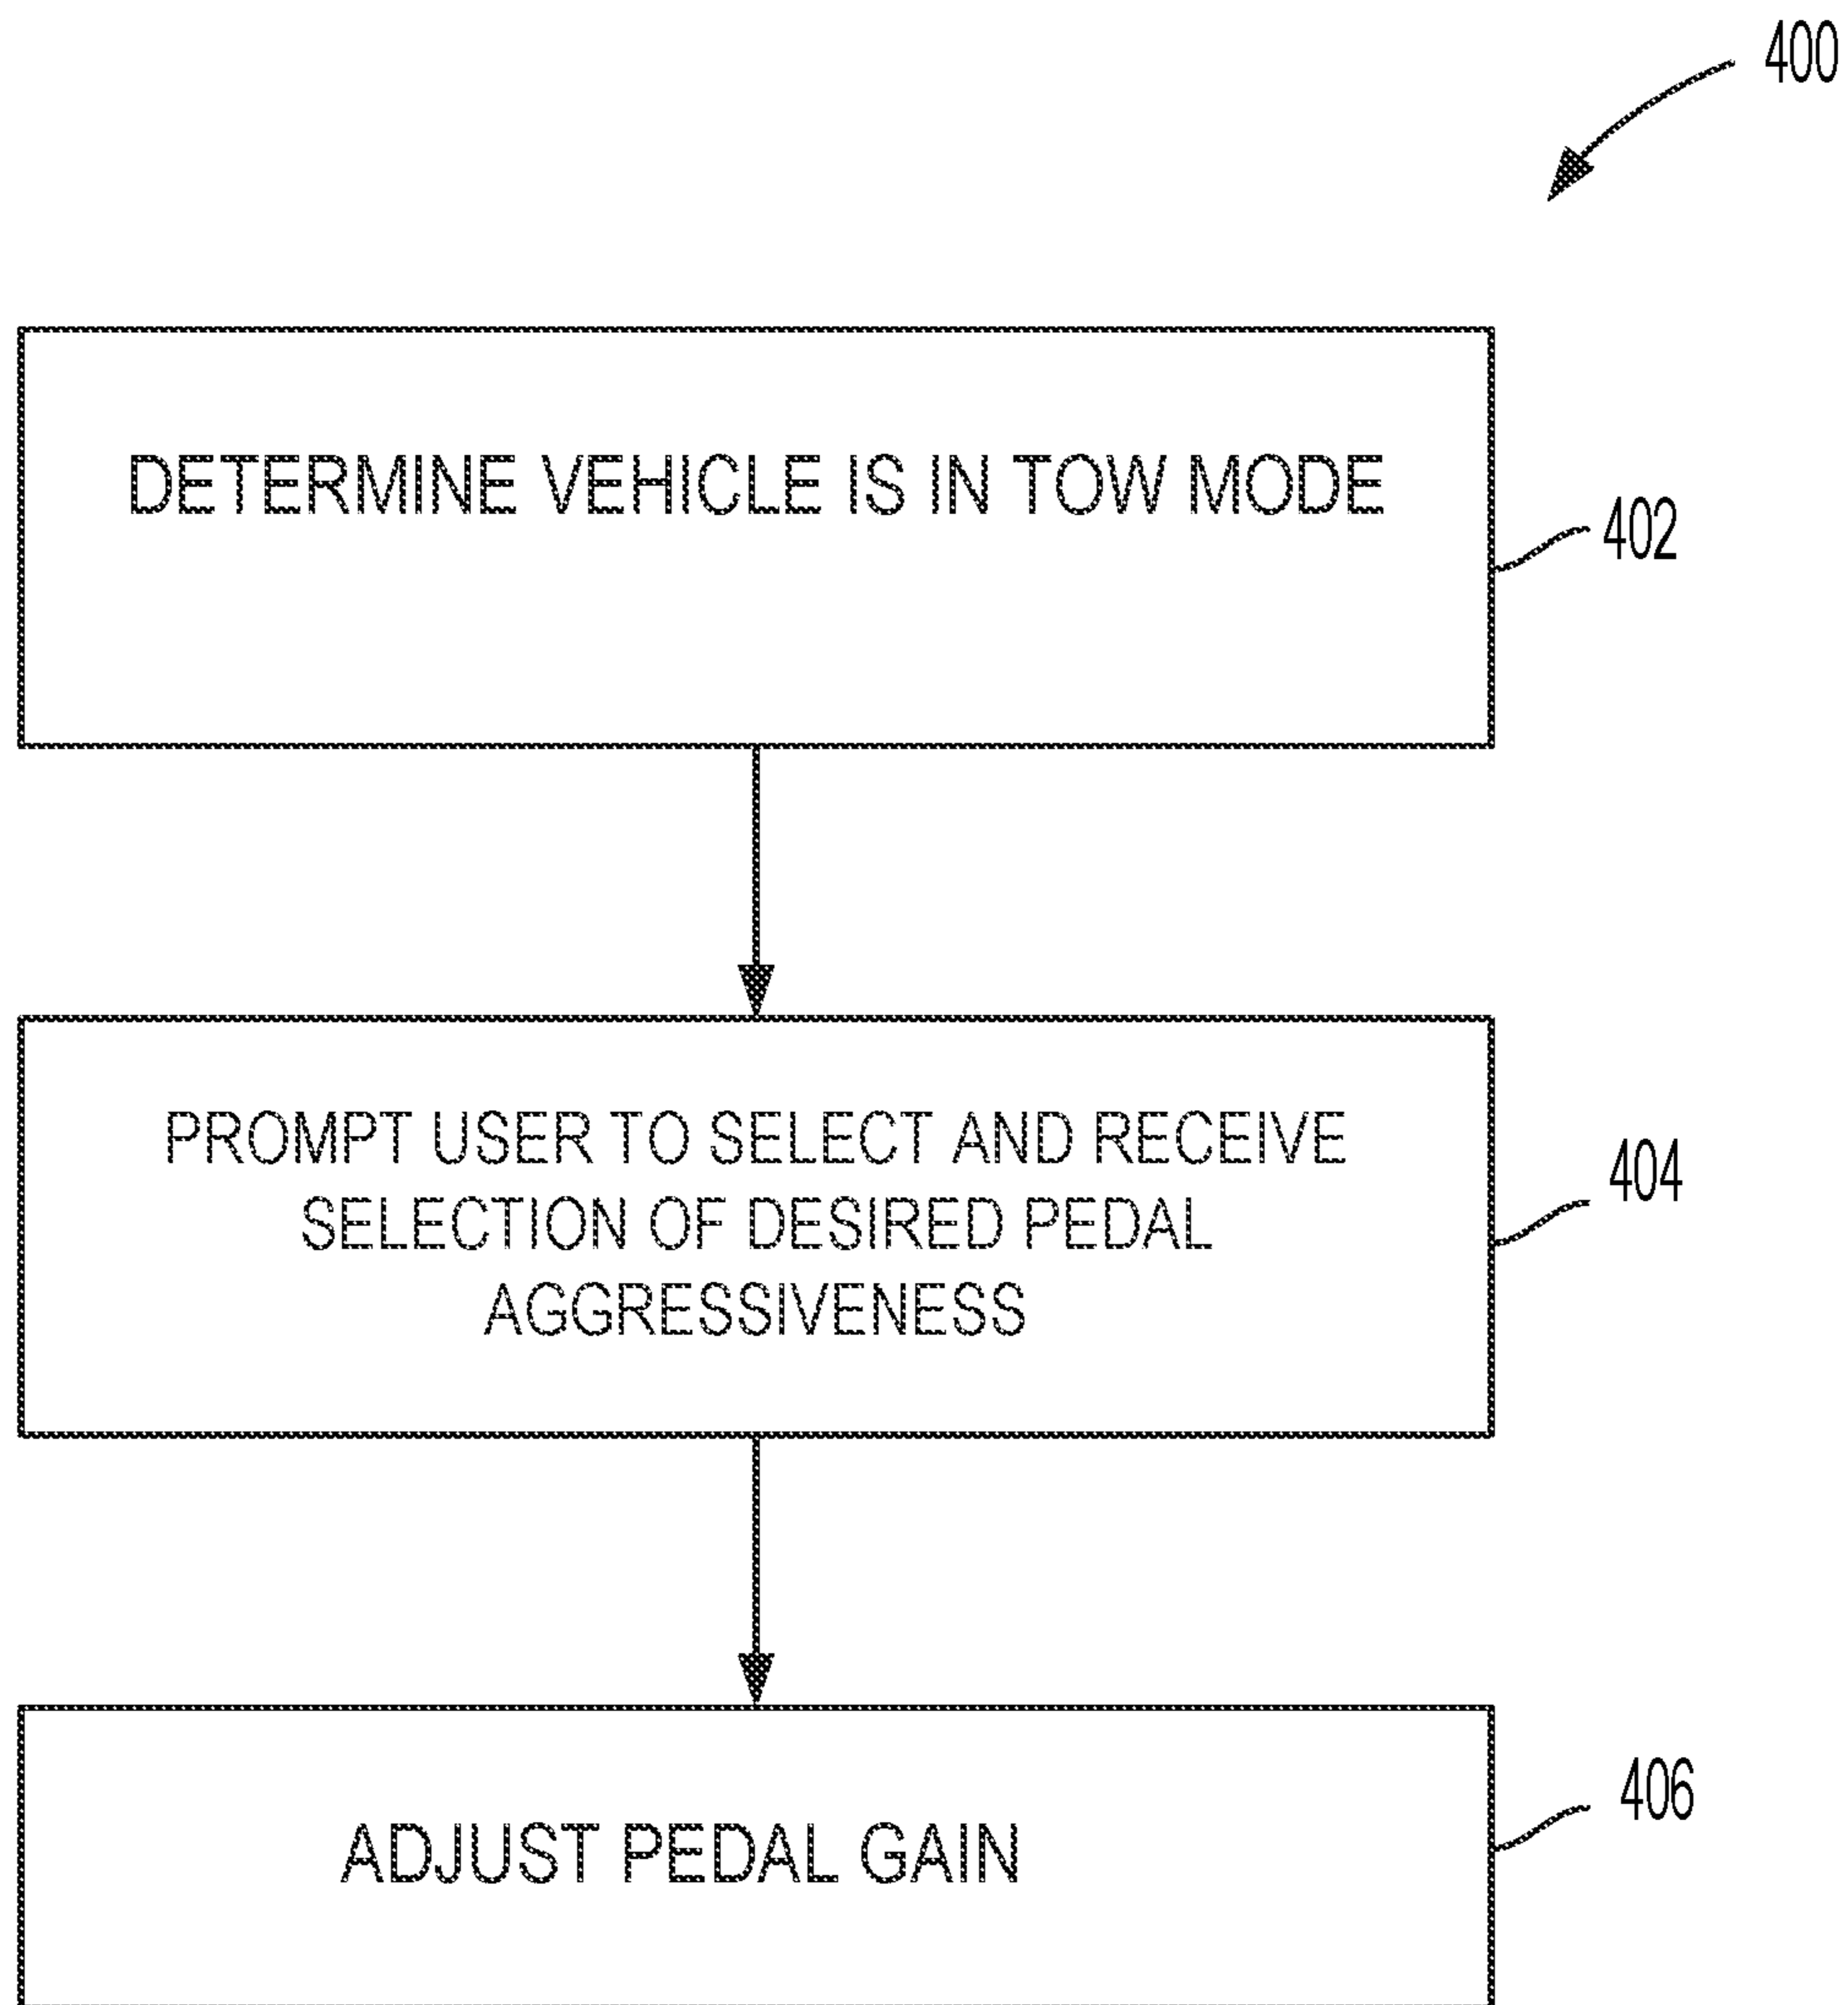 400
DETERMINE VEHICLE IS IN TOW MODE
402
PROMPT USER TO SELECT AND RECEIVE
SELECTION OF DESIRED PEDAL
AGGRESSIVENESS
404
ADJUST PEDAL GAIN
406